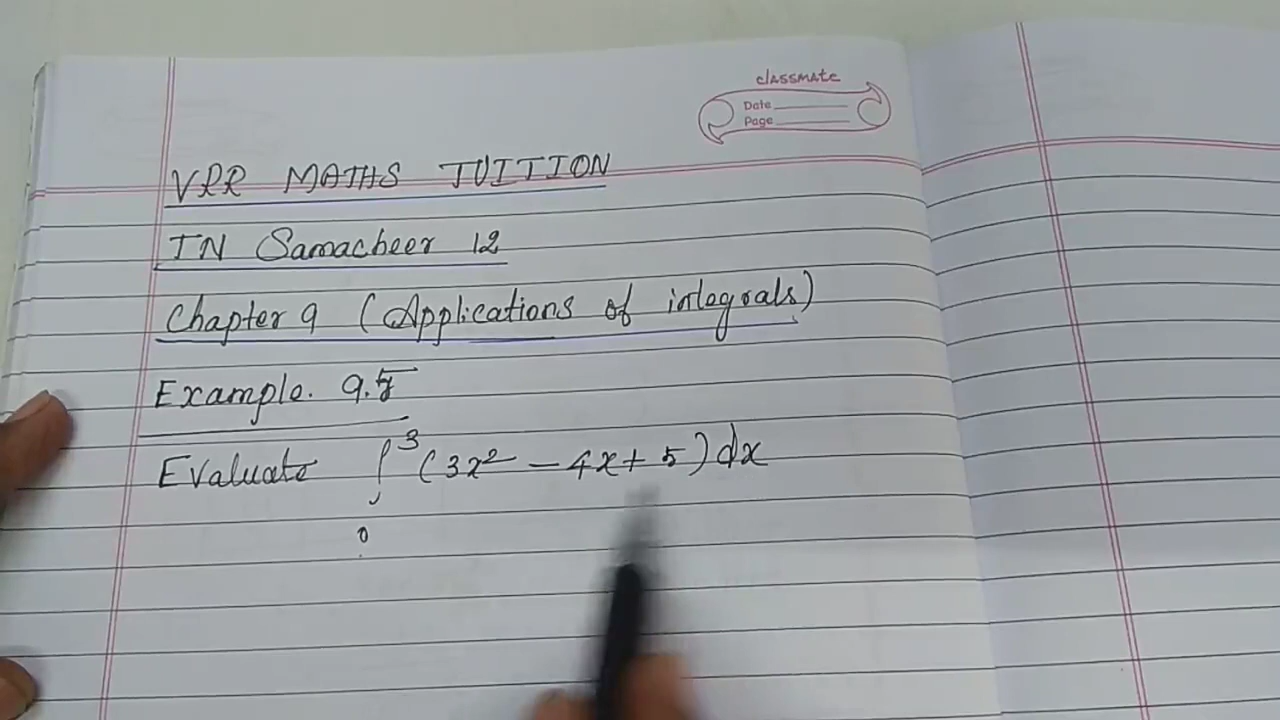 classmate
Date
Page
VRR MATHS TUITION
TN Samacheer 12
Chapter 9 (Applications of integrals)
Example. 9.
Evaluate ∫₀³ (3x² - 4x + 5) dx